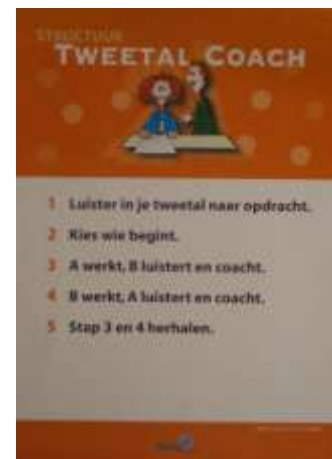 STRUCTUUR
TWEETAL COACH
1 Luister in je tweetal naar opdracht.
2 Kies wie begint.
3 A werkt, B luistert en coacht.
4 B werkt, A luistert en coacht.
5 Stap 3 en 4 herhalen.